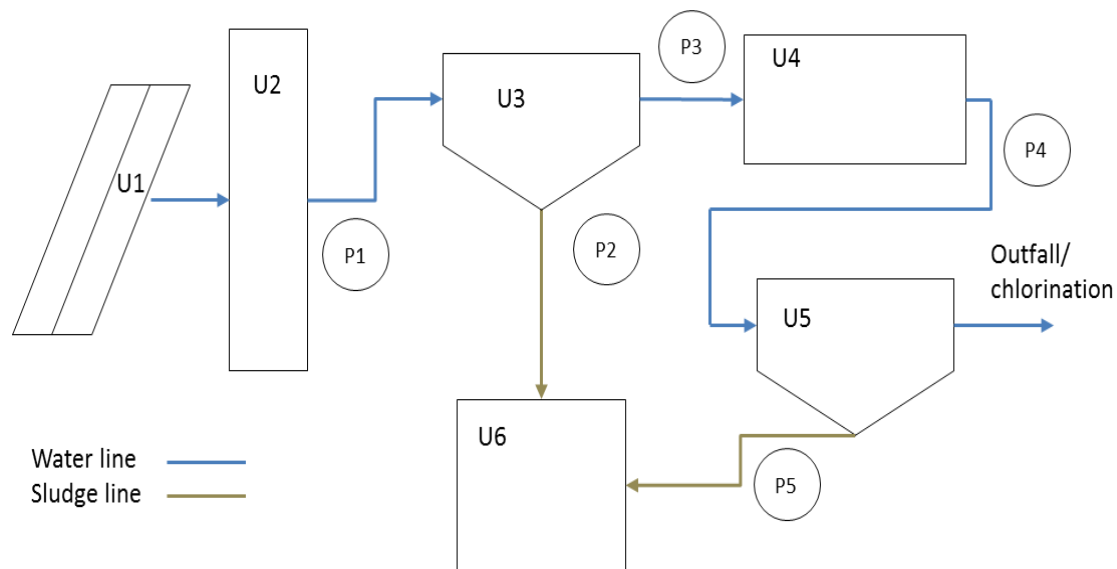 U1
U2
P1
U3
P2
P3
U4
P4
U5
Outfall/
chlorination
U6
P5
Water line
Sludge line